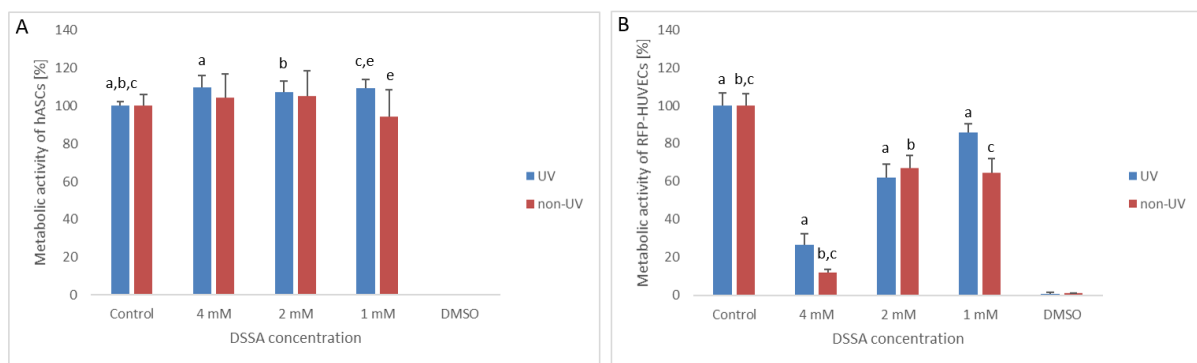 A
Metabolic activity of hASCs [%]
140
120
100
80
60
40
20
0
a,b,c
a
b
c,e
e
Control
4 mM
2 mM
1 mM
DMSO
DSSA concentration
UV
non-UV
B
Metabolic activity of RFP-HUVECs [%]
140
120
100
80
60
40
20
0
a
b,c
a
b,c
a
b
a
c
Control
4 mM
2 mM
1 mM
DMSO
DSSA concentration
UV
non-UV